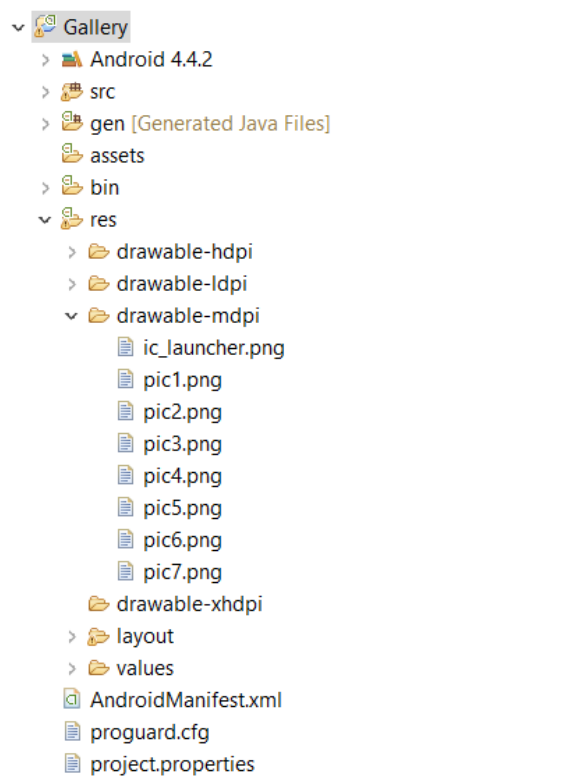 Gallery
Android 4.4.2
src
gen [Generated Java Files]
assets
bin
res
drawable-hdpi
drawable-ldpi
drawable-mdpi
ic_launcher.png
pic1.png
pic2.png
pic3.png
pic4.png
pic5.png
pic6.png
pic7.png
drawable-xhdpi
layout
values
AndroidManifest.xml
proguard.cfg
project.properties